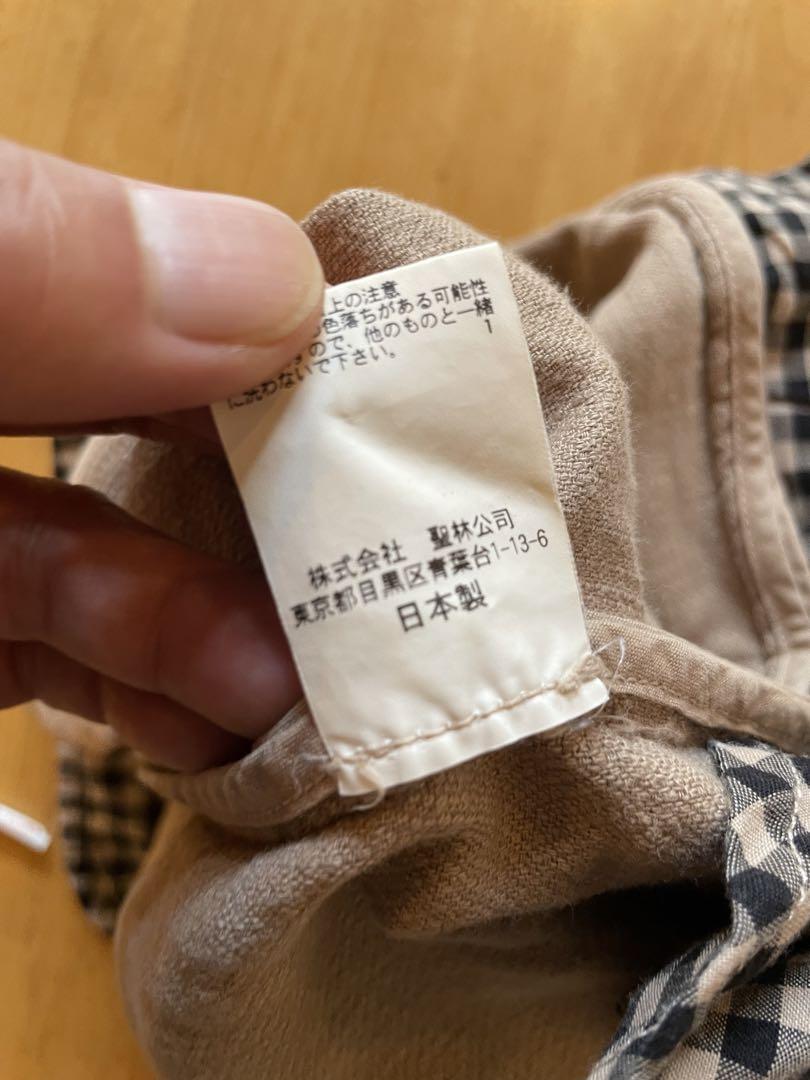 上の注意
色落ちがある可能性
ので、他のものと一緒
に洗わないで下さい。
1
株式会社 聖林公司
東京都目黒区青葉台1-13-6
日本製